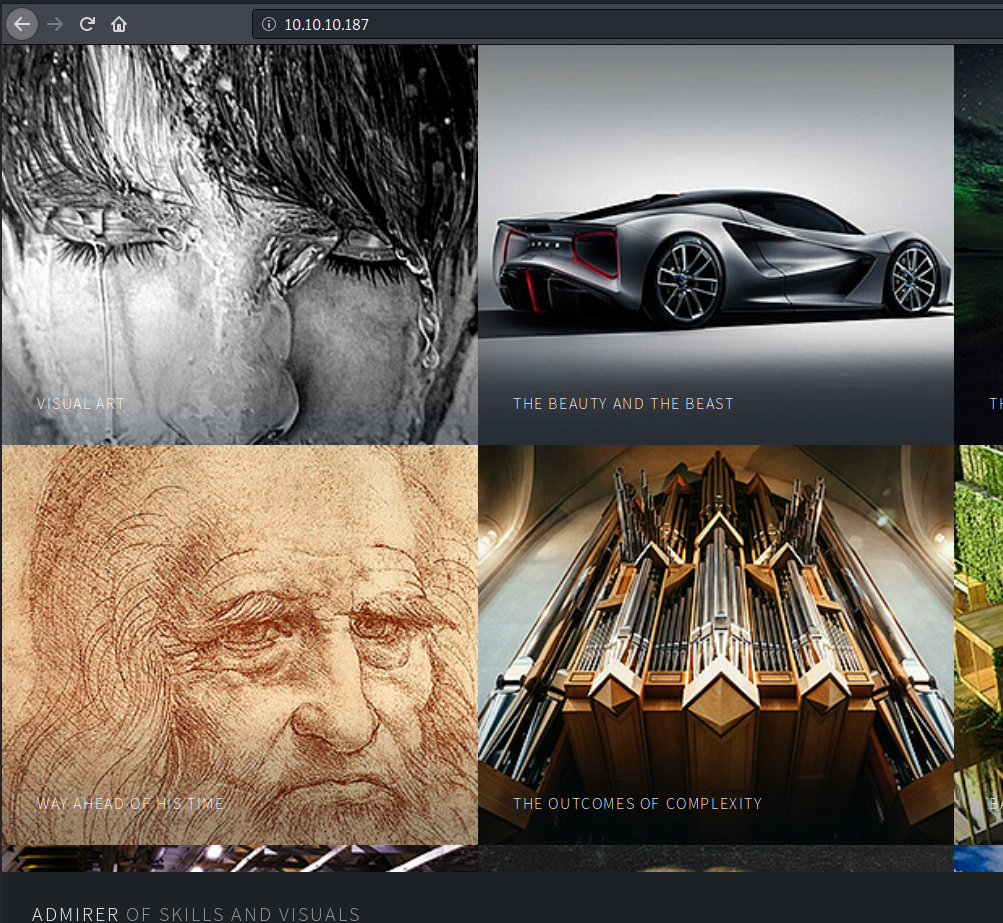 10.10.10.187
VISUAL ART
THE BEAUTY AND THE BEAST
TH
WAY AHEAD OF HIS TIME
THE OUTCOMES OF COMPLEXITY
ADMIRER OF SKILLS AND VISUALS